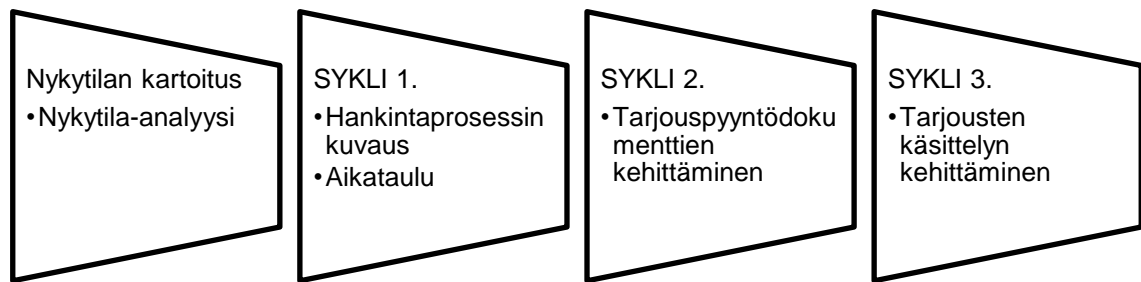 Nykytilan kartoitus
•Nykytila-analyysi
SYKLI 1.
•Hankintaprosessin
kuvaus
•Aikataulu
SYKLI 2.
•Tarjouspyyntödoku
menttien
kehittäminen
SYKLI 3.
•Tarjousten
käsittelyn
kehittäminen